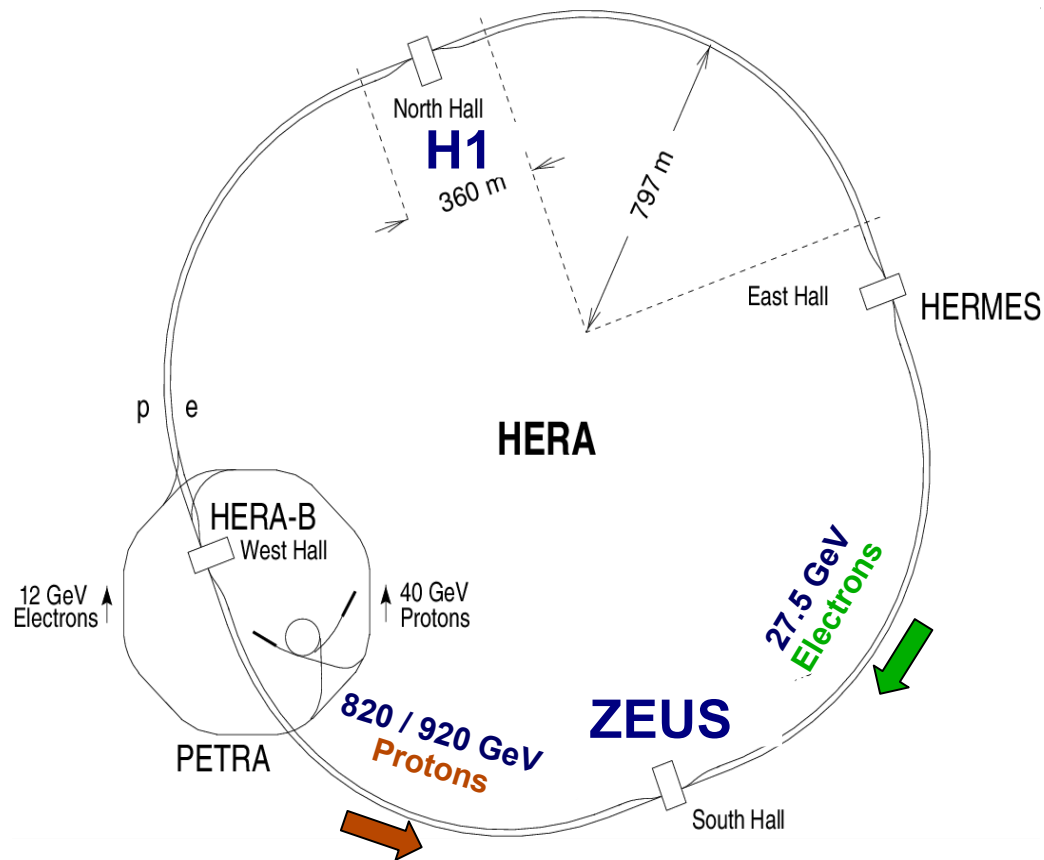 North Hall
H1
360 m
797 m
East Hall
HERMES
p
e
HERA
HERA-B
West Hall
12 GeV
Electrons
40 GeV
Protons
27.5 GeV
Electrons
820 / 920 GeV
Protons
ZEUS
PETRA
South Hall